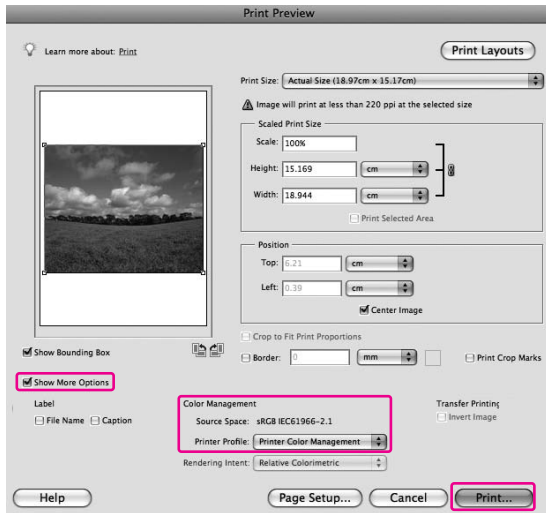 Print Preview
Learn more about: Print
Print Layouts
Print Size: Actual Size (18.97cm x 15.17cm)
Image will print at less than 220 ppi at the selected size
Scaled Print Size
Scale: 100%
Height: 15.169 cm
Width: 18.944 cm
Print Selected Area
Position
Top: 6.21 cm
Left: 0.39 cm
Center Image
Crop to Fit Print Proportions
Show Bounding Box
Border: 0 mm
Print Crop Marks
Show More Options
Label
Color Management
Transfer Printing
File Name
Caption
Source Space: sRGB IEC61966-2.1
Invert Image
Printer Profile: Printer Color Management
Rendering Intent: Relative Colorimetric
Help
Page Setup...
Cancel
Print...